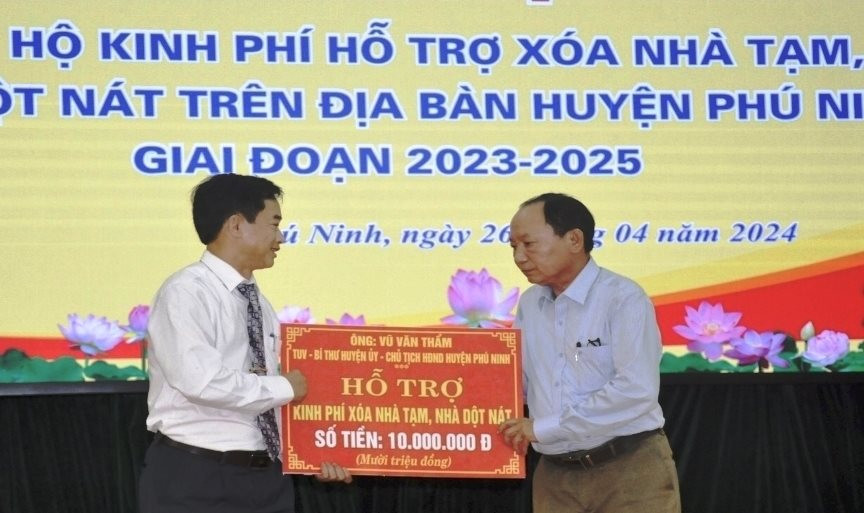 HỘ KINH PHÍ HỖ TRỢ XÓA NHÀ TẠM,
ỘT NÁT TRÊN ĐỊA BÀN HUYỆN PHÚ NI
GIAI ĐOẠN 2023-2025
ú Ninh, ngày 26 g 04 năm 2024
ÔNG: VŨ VĂN THẨM
TUV - BÍ THƯ HUYỆN ỦY - CHỦ TỊCH HĐND HUYỆN PHÚ NINH
***
HỖ TRỢ
KINH PHÍ XÓA NHÀ TẠM, NHÀ DỘT NÁT
SỐ TIỀN: 10.000.000 Đ
(Mười triệu đồng)